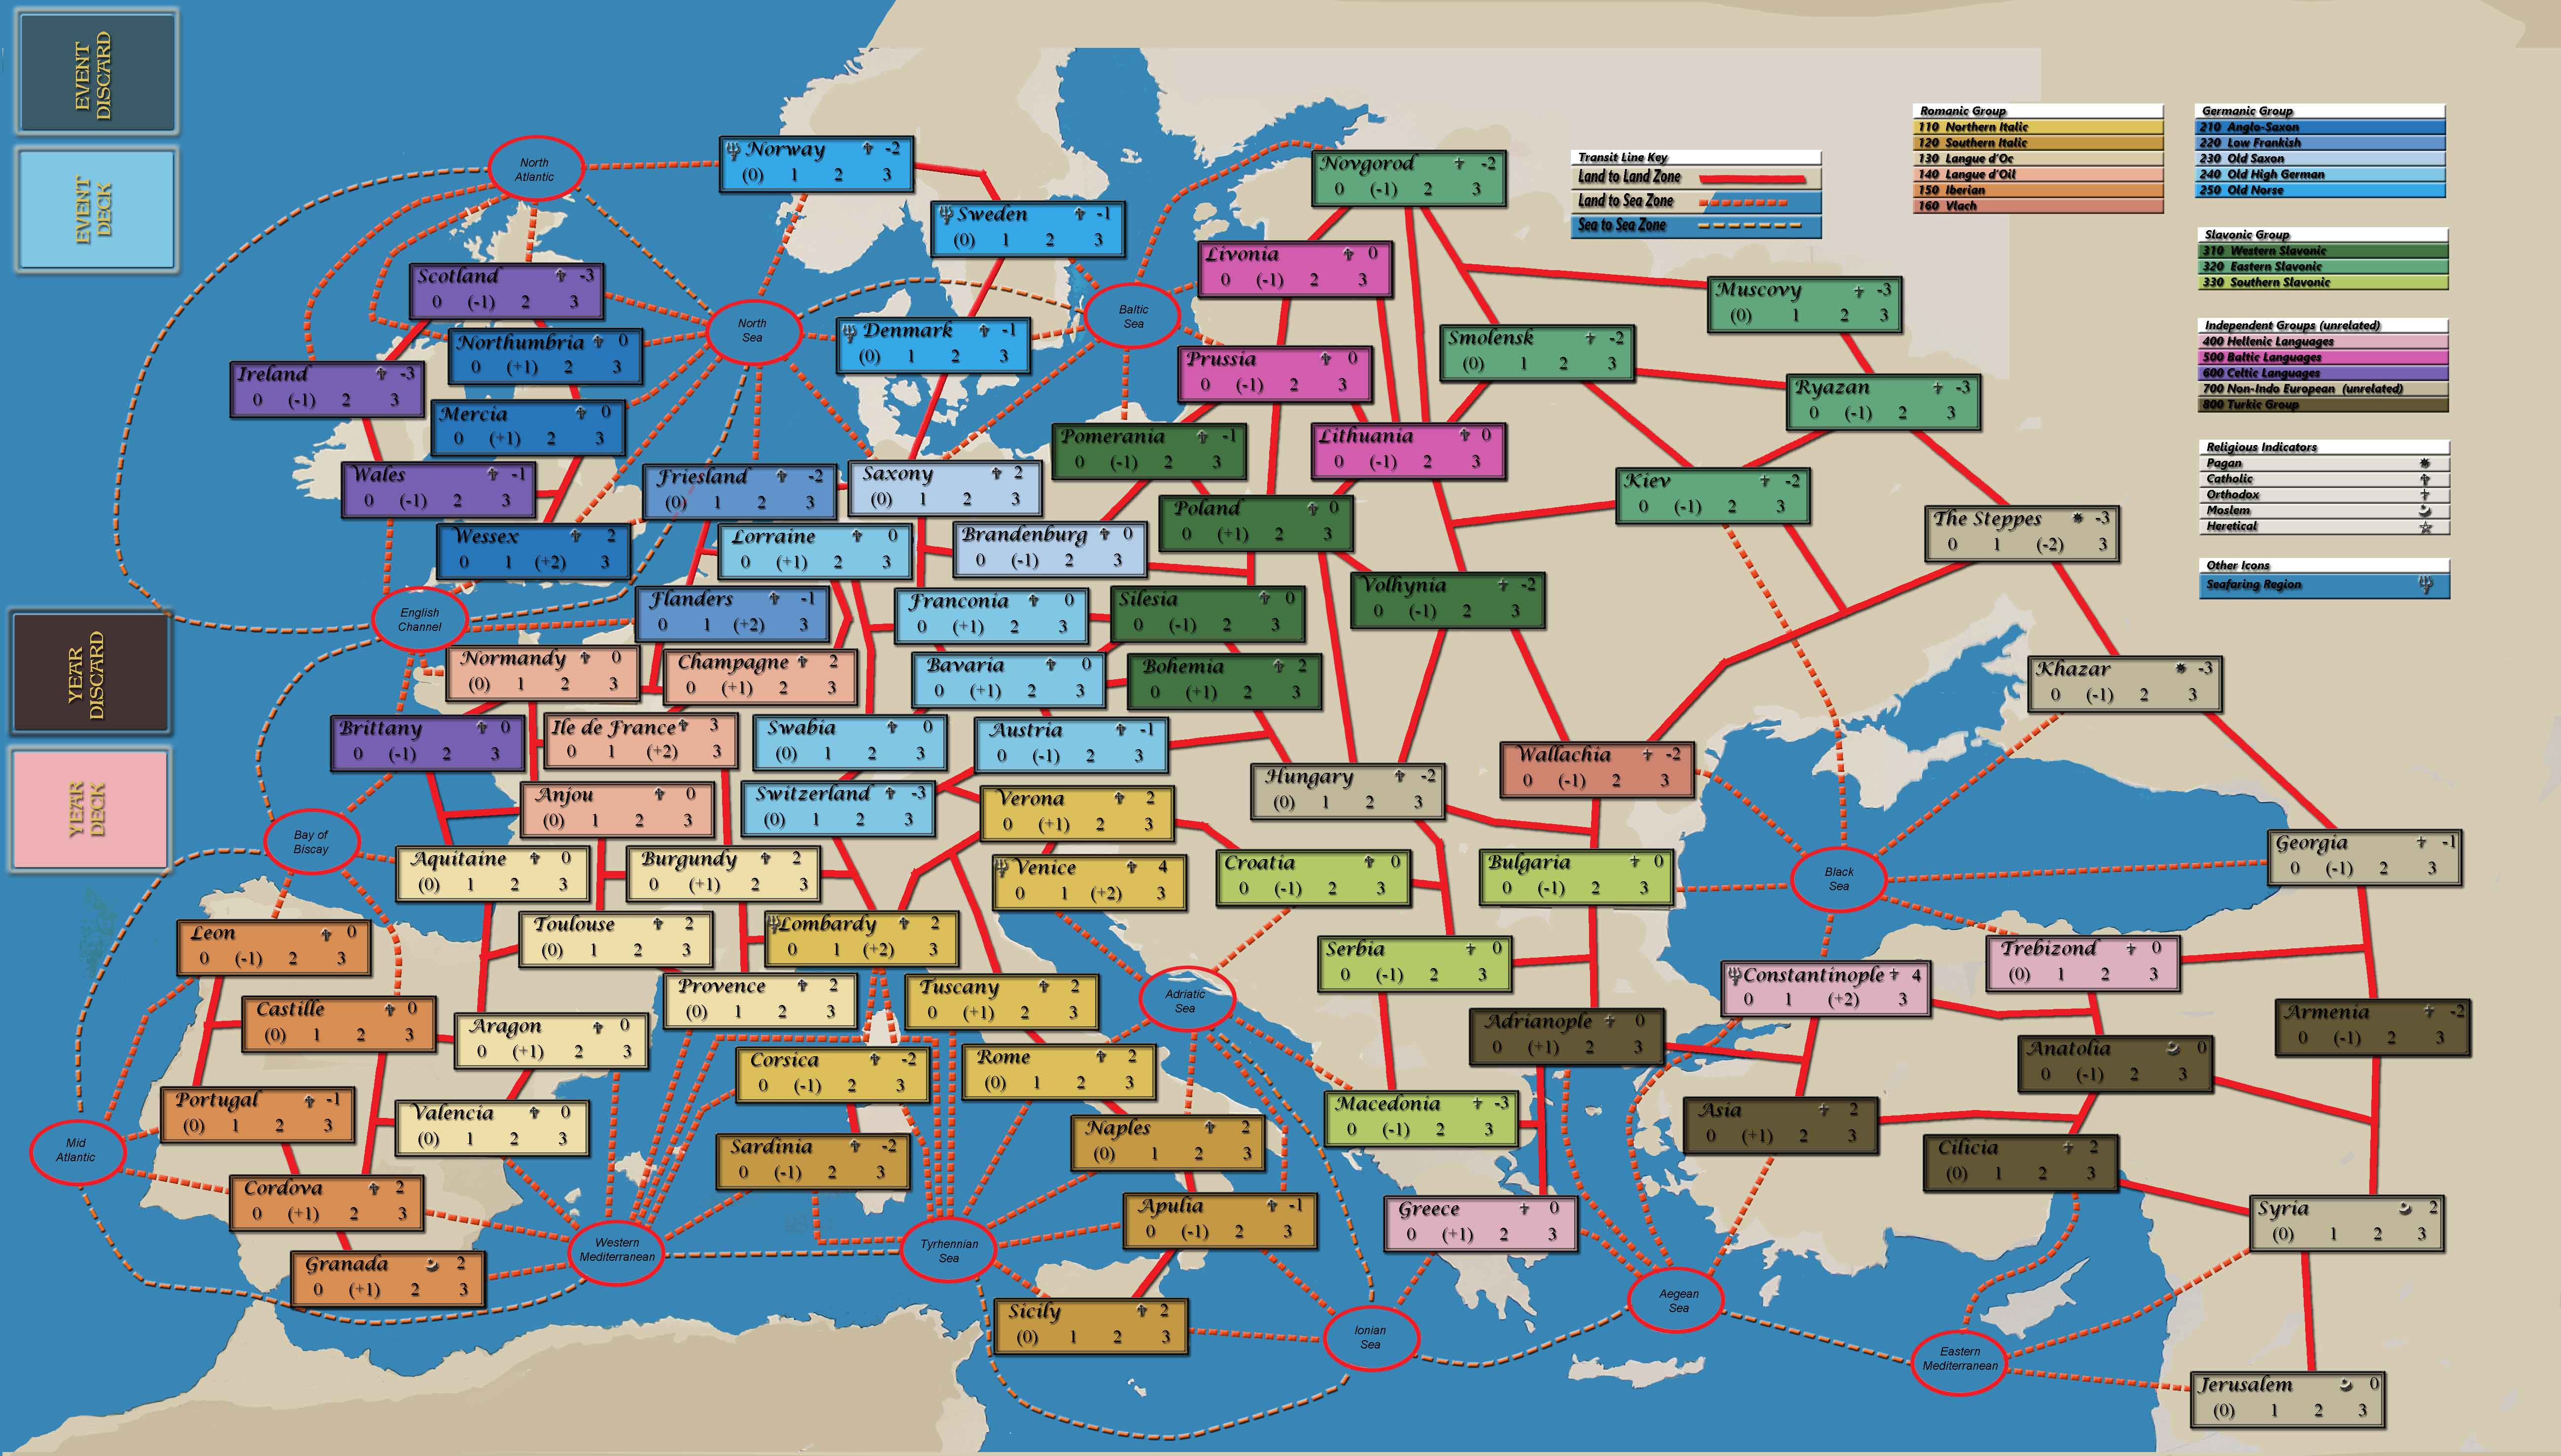 EVENT
DISCARD
EVENT
DECK
YEAR
DISCARD
YEAR
DECK
Transit Line Key
Land to Land Zone
Land to Sea Zone
Sea to Sea Zone
Romanic Group
110 Northern Italic
120 Southern Italic
130 Langue d'Oc
140 Langue d'Oil
150 Iberian
160 Vlach
Germanic Group
210 Anglo-Saxon
220 Low Frankish
230 Old Saxon
240 Old High German
250 Old Norse
Slavonic Group
310 Western Slavonic
320 Eastern Slavonic
330 Southern Slavonic
Independent Groups (unrelated)
400 Hellenic Languages
500 Baltic Languages
600 Celtic Languages
700 Non-Indo European (unrelated)
800 Turkic Group
Religious Indicators
Pagan
Catholic
Orthodox
Moslem
Heretical
Other Icons
Seafaring Region
North
Atlantic
Norway -2
(0) 1 2 3
Novgorod -2
0 (-1) 2 3
Sweden -1
(0) 1 2 3
Livonia 0
0 (-1) 2 3
Scotland -3
0 (-1) 2 3
Muscovy -3
(0) 1 2 3
North
Sea
Baltic
Sea
Northumbria 0
0 (+1) 2 3
Denmark -1
(0) 1 2 3
Smolensk -2
(0) 1 2 3
Prussia 0
0 (-1) 2 3
Ireland -3
0 (-1) 2 3
Ryazan -3
0 (-1) 2 3
Mercia 0
0 (+1) 2 3
Pomerania -1
0 (-1) 2 3
Lithuania 0
0 (-1) 2 3
Wales -1
0 (-1) 2 3
Friesland -2
(0) 1 2 3
Saxony 2
(0) 1 2 3
Kiev -2
0 (-1) 2 3
Poland 0
0 (+1) 2 3
The Steppes -3
0 1 (-2) 3
Wessex 2
0 1 (+2) 3
Lorraine 0
0 (+1) 2 3
Brandenburg 0
0 (-1) 2 3
Volhynia -2
0 (-1) 2 3
English
Channel
Flanders -1
0 1 (+2) 3
Franconia 0
0 (+1) 2 3
Silesia 0
0 (-1) 2 3
Normandy 0
(0) 1 2 3
Champagne 2
0 (+1) 2 3
Bavaria 0
0 (+1) 2 3
Bohemia 2
0 (+1) 2 3
Khazar -3
0 (-1) 2 3
Brittany 0
0 (-1) 2 3
Ile de France 3
0 1 (+2) 3
Swabia 0
(0) 1 2 3
Austria -1
0 (-1) 2 3
Wallachia -2
0 (-1) 2 3
Hungary -2
(0) 1 2 3
Anjou 0
(0) 1 2 3
Switzerland -3
(0) 1 2 3
Verona 2
0 (+1) 2 3
Bay of
Biscay
Aquitaine 0
(0) 1 2 3
Burgundy 2
0 (+1) 2 3
Venice 4
0 1 (+2) 3
Croatia 0
0 (-1) 2 3
Bulgaria 0
0 (-1) 2 3
Black
Sea
Georgia -1
0 (-1) 2 3
Leon 0
0 (-1) 2 3
Toulouse 2
(0) 1 2 3
Lombardy 2
0 1 (+2) 3
Serbia 0
0 (-1) 2 3
Trebizond 0
(0) 1 2 3
Provence 2
(0) 1 2 3
Tuscany 2
0 (+1) 2 3
Adriatic
Sea
Constantinople 4
0 1 (+2) 3
Castille 0
(0) 1 2 3
Aragon 0
0 (+1) 2 3
Adrianople 0
0 (+1) 2 3
Armenia -2
0 (-1) 2 3
Corsica -2
0 (-1) 2 3
Rome 2
(0) 1 2 3
Anatolia 0
0 (-1) 2 3
Portugal -1
(0) 1 2 3
Valencia 0
(0) 1 2 3
Macedonia -3
0 (-1) 2 3
Asia 2
0 (+1) 2 3
Mid
Atlantic
Sardinia -2
0 (-1) 2 3
Naples 2
(0) 1 2 3
Cilicia 2
(0) 1 2 3
Cordova 2
0 (+1) 2 3
Apulia -1
0 (-1) 2 3
Greece 0
0 (+1) 2 3
Syria 2
(0) 1 2 3
Western
Mediterranean
Tyrhennian
Sea
Granada 2
0 (+1) 2 3
Aegean
Sea
Sicily 2
(0) 1 2 3
Ionian
Sea
Eastern
Mediterranean
Jerusalem 0
(0) 1 2 3